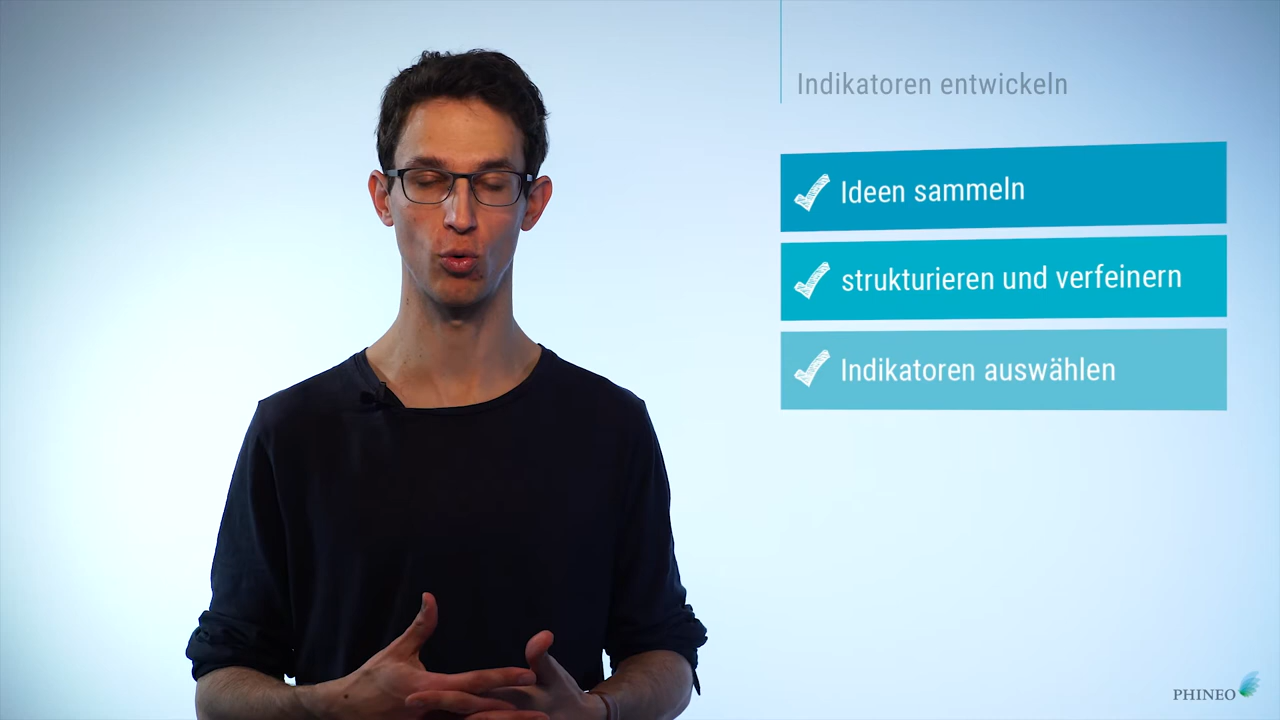 Indikatoren entwickeln
Ideen sammeln
strukturieren und verfeinern
Indikatoren auswählen
PHINEO